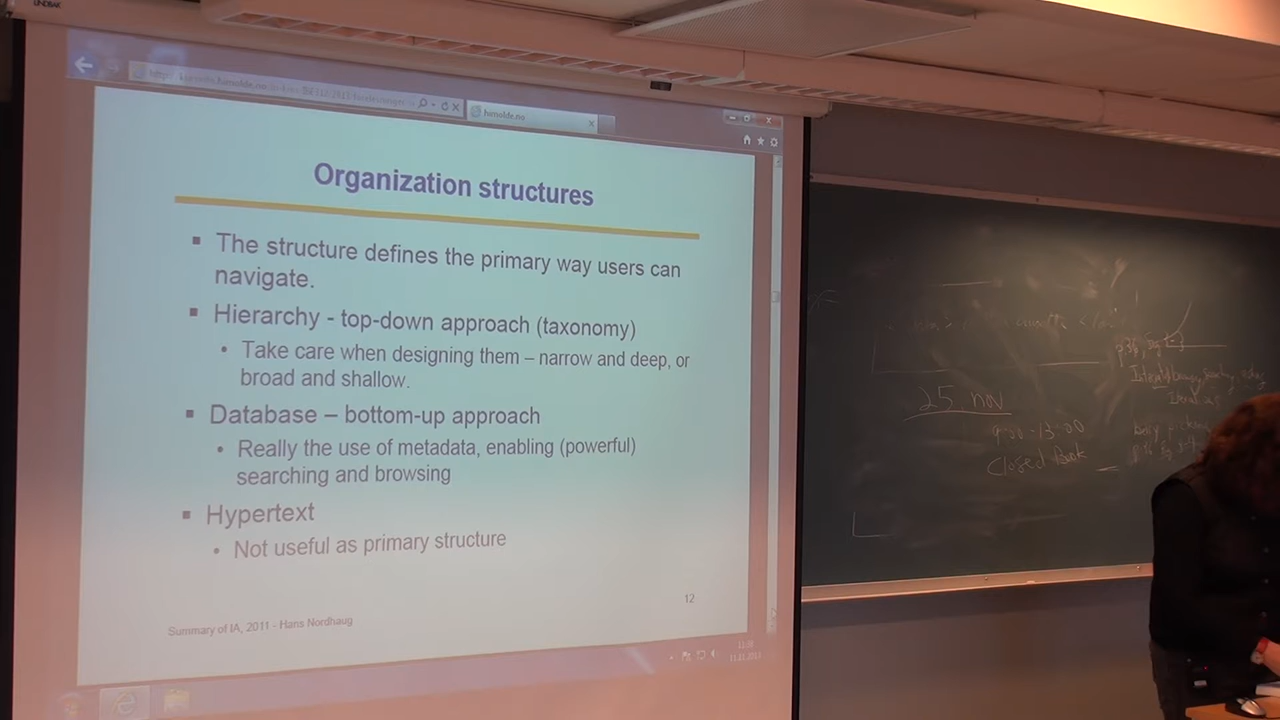 himolde.no
Organization structures
▪ The structure defines the primary way users can
navigate.
▪ Hierarchy - top-down approach (taxonomy)
• Take care when designing them – narrow and deep, or
broad and shallow.
▪ Database – bottom-up approach
• Really the use of metadata, enabling (powerful)
searching and browsing
▪ Hypertext
• Not useful as primary structure
12
Summary of IA, 2011 - Hans Nordhaug
25 nov
9:00-13:00
Closed Book